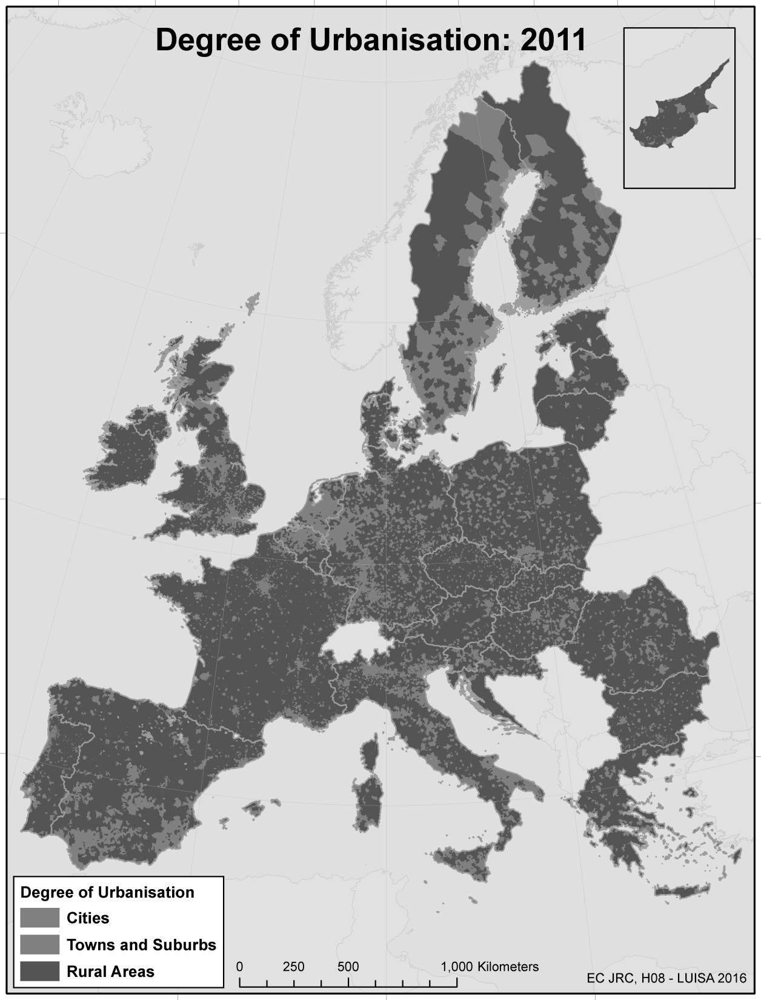 Degree of Urbanisation: 2011
Degree of Urbanisation
Cities
Towns and Suburbs
Rural Areas
0 250 500 1,000 Kilometers
EC JRC, H08 - LUISA 2016